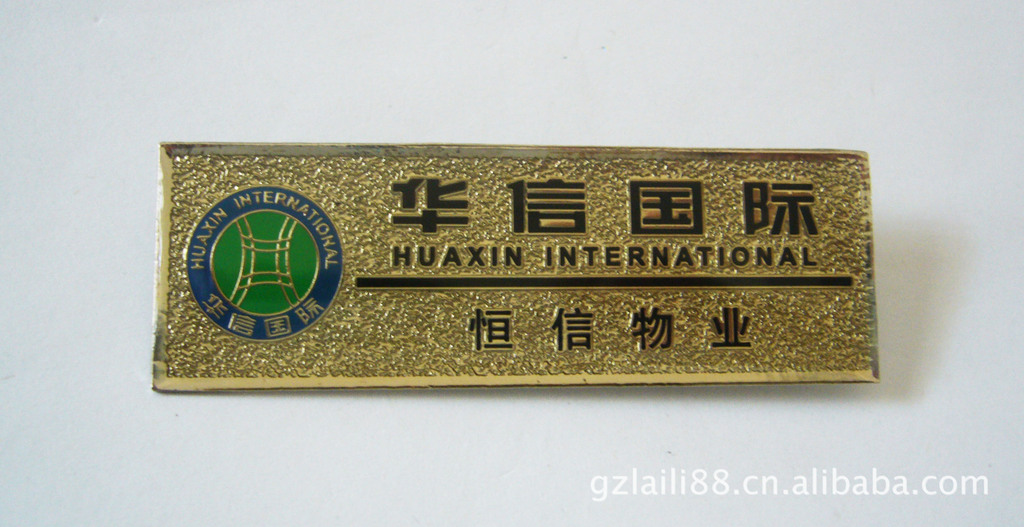 HUAXIN INTERNATIONAL
华信国际
华信国际
HUAXIN INTERNATIONAL
恒信物业
gzlaili88.cn.alibaba.com